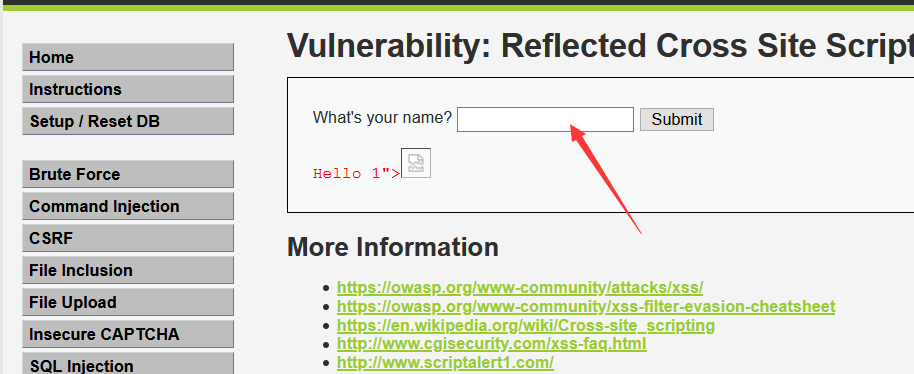 Vulnerability: Reflected Cross Site Script
Home
Instructions
Setup / Reset DB
What's your name?
Submit
Hello 1">
Brute Force
Command Injection
CSRF
File Inclusion
File Upload
Insecure CAPTCHA
SQL Injection
More Information
https://owasp.org/www-community/attacks/xss/
https://owasp.org/www-community/xss-filter-evasion-cheatsheet
https://en.wikipedia.org/wiki/Cross-site_scripting
http://www.cgisecurity.com/xss-faq.html
http://www.scriptalert1.com/